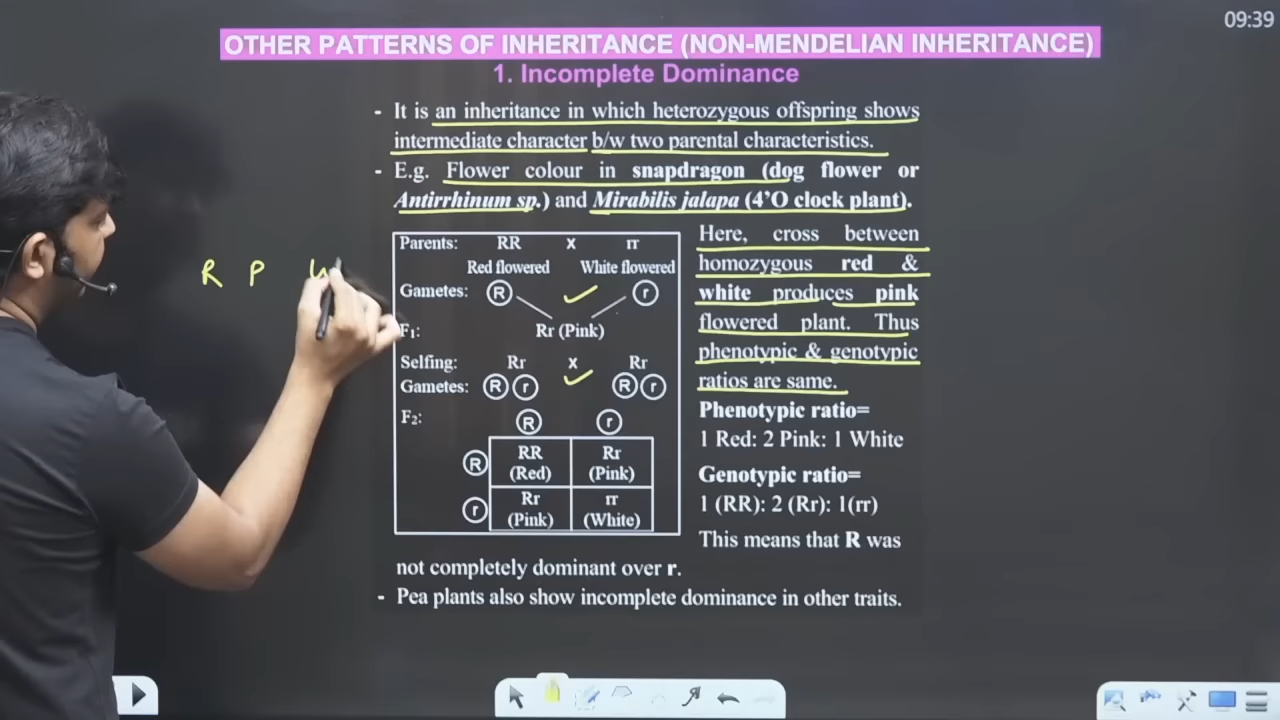 09:39
OTHER PATTERNS OF INHERITANCE (NON-MENDELIAN INHERITANCE)
1. Incomplete Dominance
- It is an inheritance in which heterozygous offspring shows
intermediate character b/w two parental characteristics.
- E.g. Flower colour in snapdragon (dog flower or
Antirrhinum sp.) and Mirabilis jalapa (4’O clock plant).
R P W
Parents: RR x rr
Red flowered White flowered
Gametes: R r
F₁: Rr (Pink)
Selfing: Rr x Rr
Gametes: R r R r
F₂: R r
R RR Rr
(Red) (Pink)
r Rr rr
(Pink) (White)
Here, cross between
homozygous red &
white produces pink
flowered plant. Thus
phenotypic & genotypic
ratios are same.
Phenotypic ratio=
1 Red: 2 Pink: 1 White
Genotypic ratio=
1 (RR): 2 (Rr): 1(rr)
This means that R was
not completely dominant over r.
- Pea plants also show incomplete dominance in other traits.